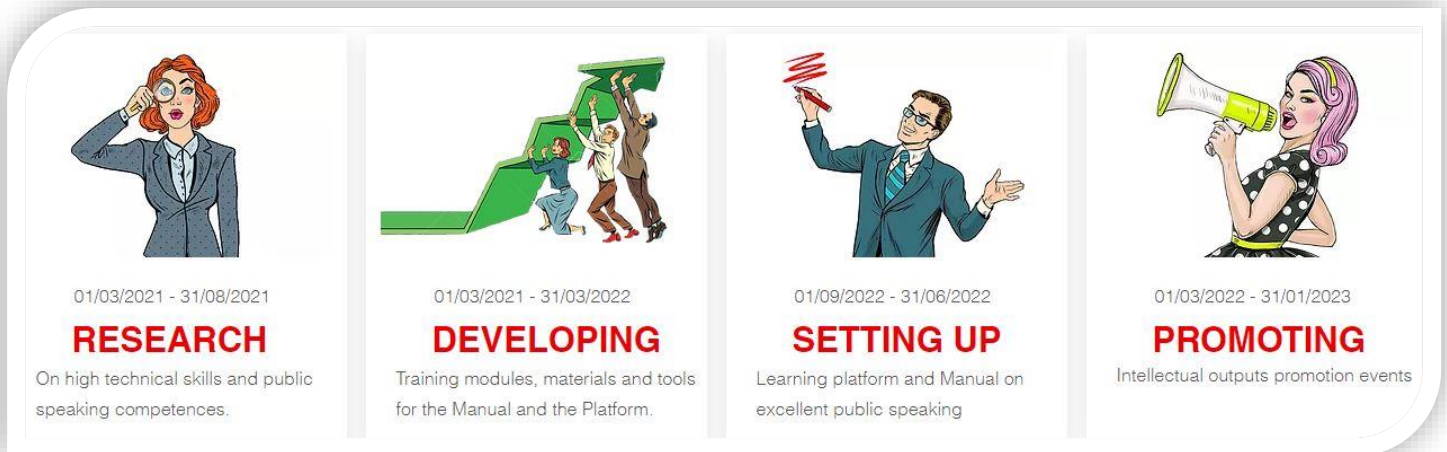 01/03/2021 - 31/08/2021
RESEARCH
On high technical skills and public
speaking competences.
01/03/2021 - 31/03/2022
DEVELOPING
Training modules, materials and tools
for the Manual and the Platform.
01/09/2022 - 31/06/2022
SETTING UP
Learning platform and Manual on
excellent public speaking
01/03/2022 - 31/01/2023
PROMOTING
Intellectual outputs promotion events